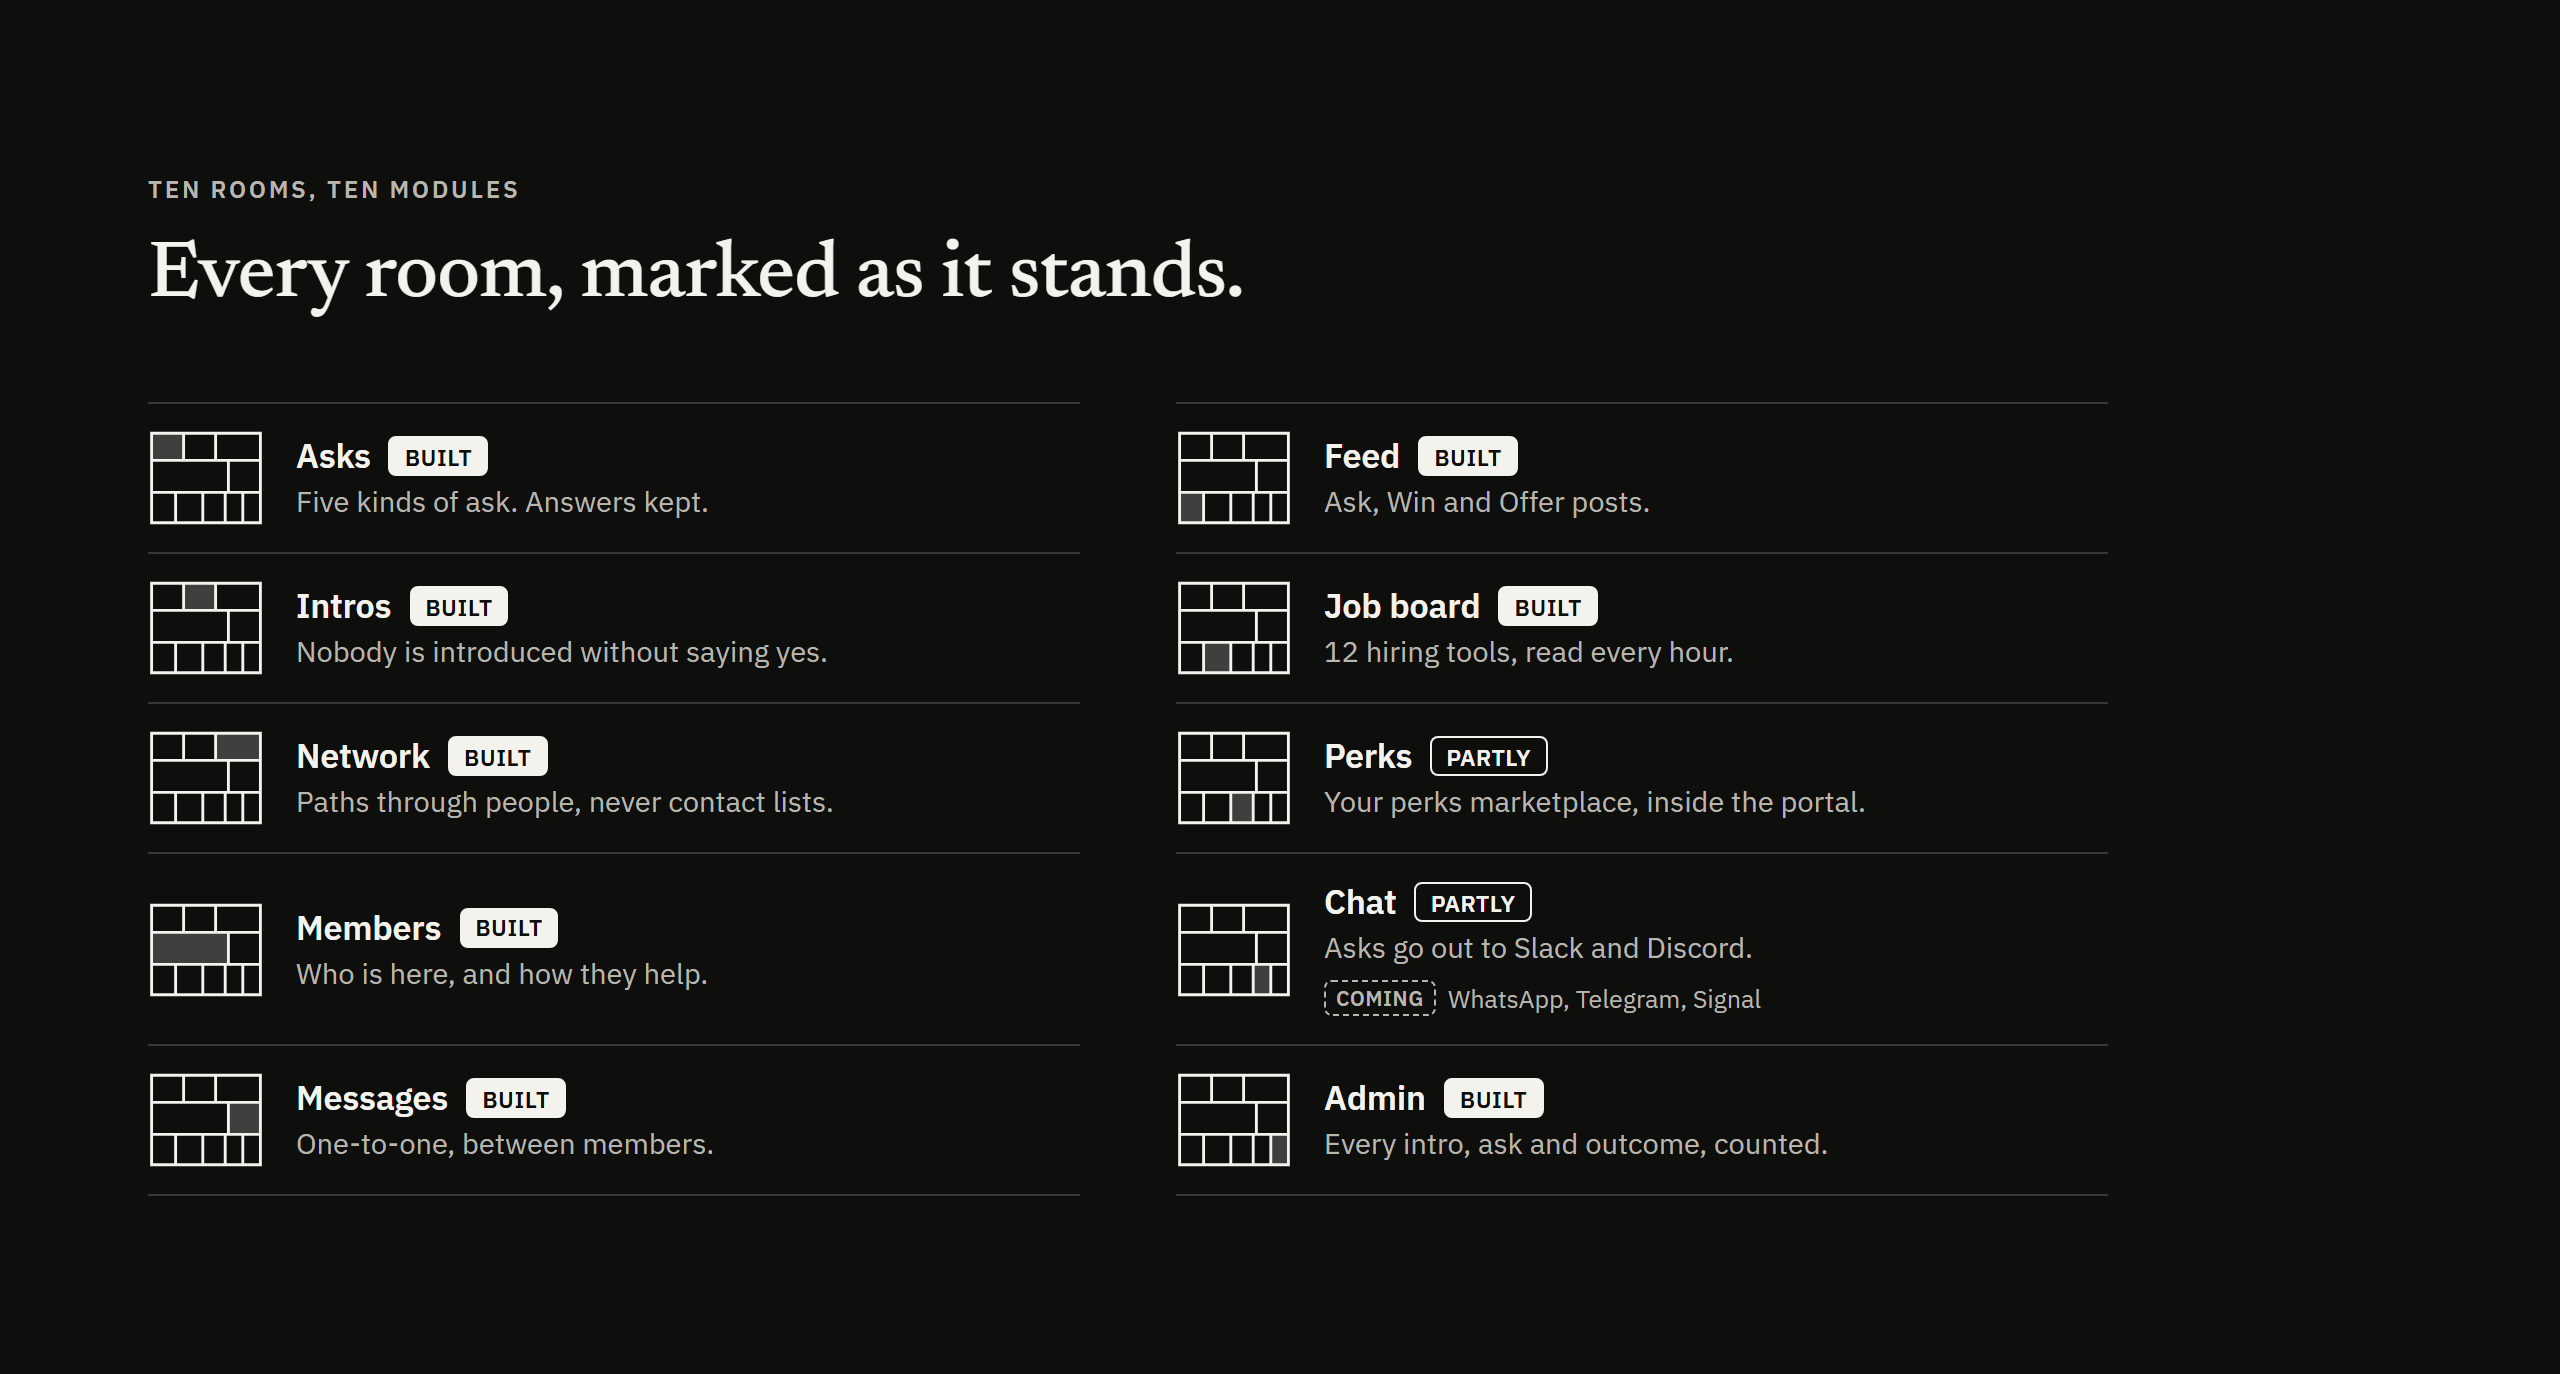 TEN ROOMS, TEN MODULES
Every room, marked as it stands.
Asks BUILT
Five kinds of ask. Answers kept.
Intros BUILT
Nobody is introduced without saying yes.
Network BUILT
Paths through people, never contact lists.
Members BUILT
Who is here, and how they help.
Messages BUILT
One-to-one, between members.
Feed BUILT
Ask, Win and Offer posts.
Job board BUILT
12 hiring tools, read every hour.
Perks PARTLY
Your perks marketplace, inside the portal.
Chat PARTLY
Asks go out to Slack and Discord.
COMING WhatsApp, Telegram, Signal
Admin BUILT
Every intro, ask and outcome, counted.